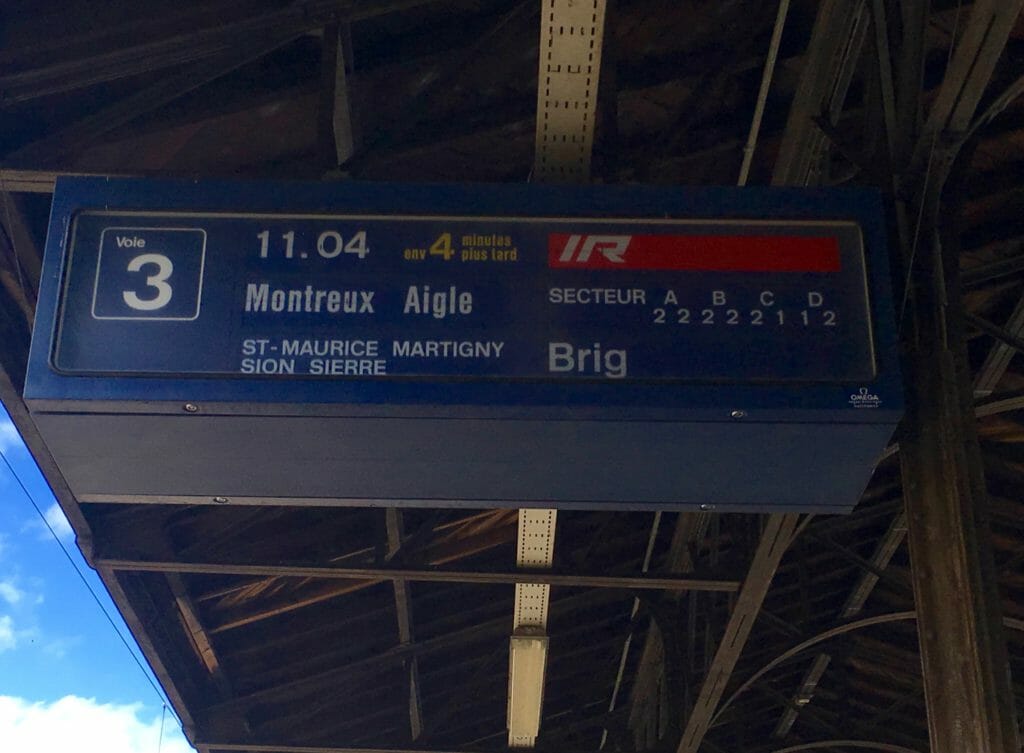 Voie
3
11.04 env 4 minutes plus tard
IR
Montreux Aigle
SECTEUR A B C D
2 2 2 2 2 1 1 2
ST-MAURICE MARTIGNY
SION SIERRE
Brig
OMEGA